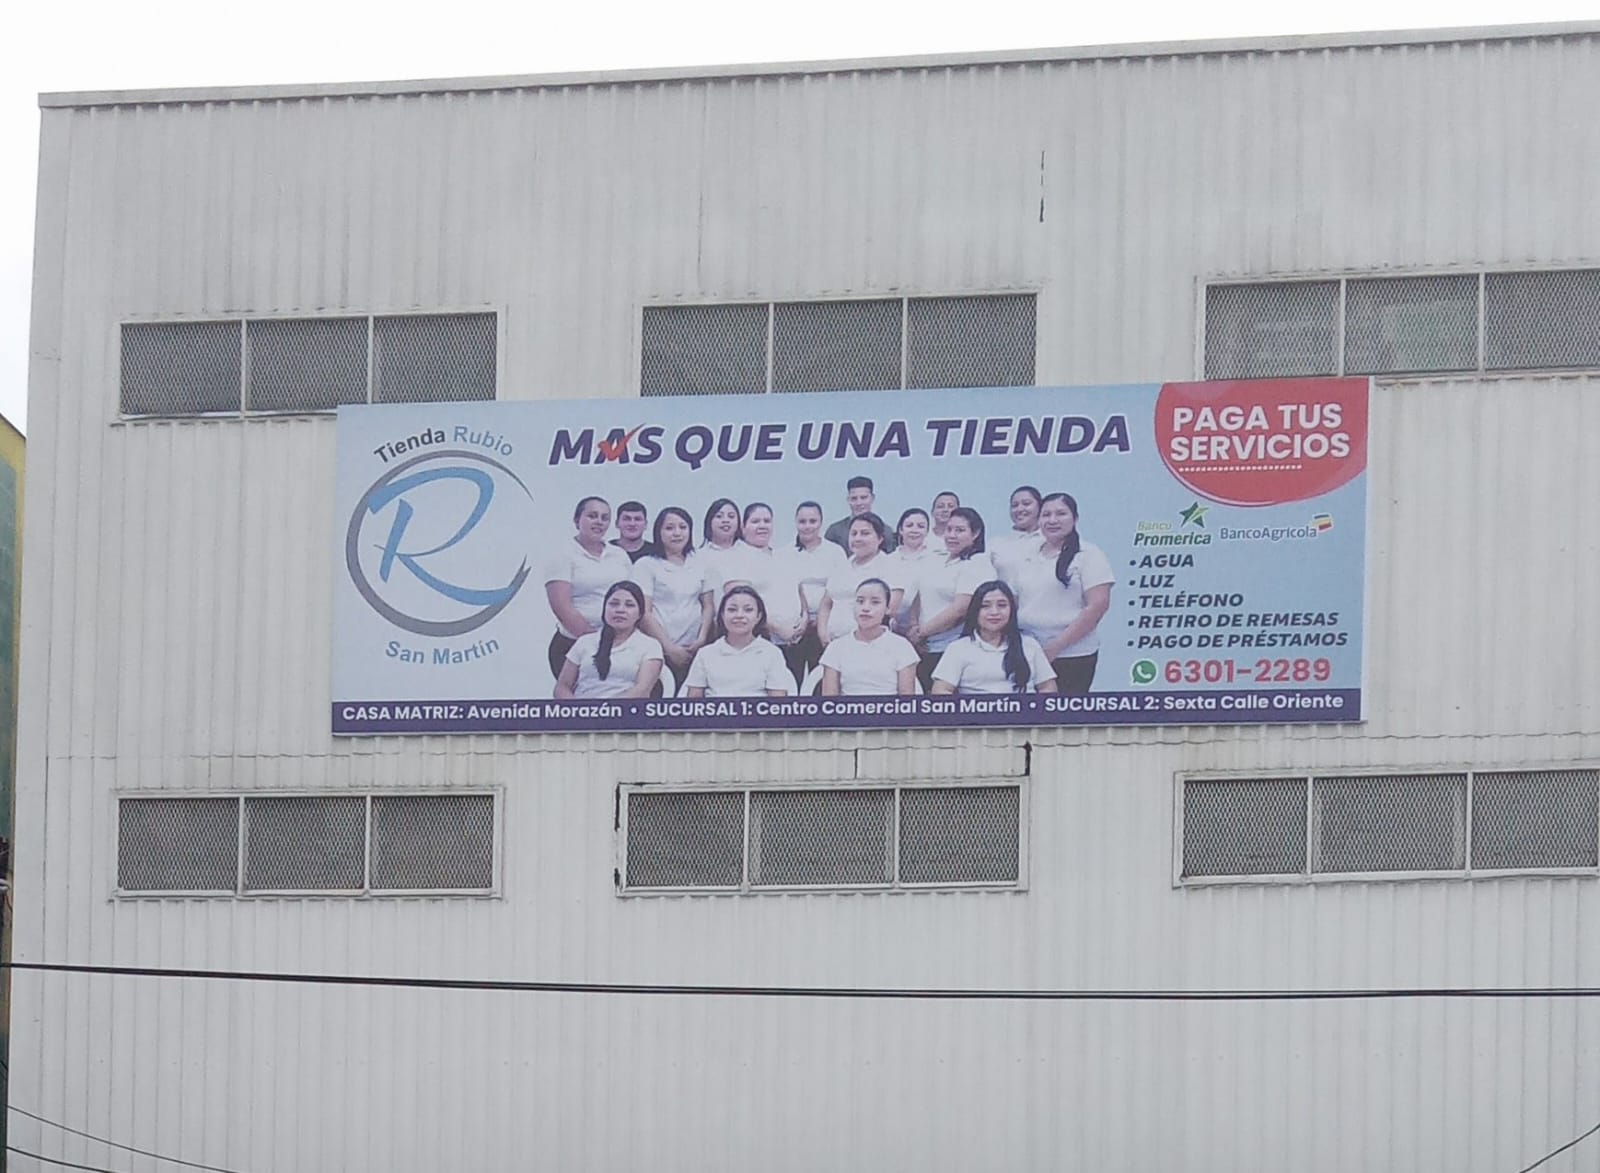 Tienda Rubio
R
San Martín
MAS QUE UNA TIENDA
PAGA TUS
SERVICIOS
Banco
Promerica
BancoAgrícola
• AGUA
• LUZ
• TELÉFONO
• RETIRO DE REMESAS
• PAGO DE PRÉSTAMOS
6301-2289
CASA MATRIZ: Avenida Morazán • SUCURSAL 1: Centro Comercial San Martín • SUCURSAL 2: Sexta Calle Oriente